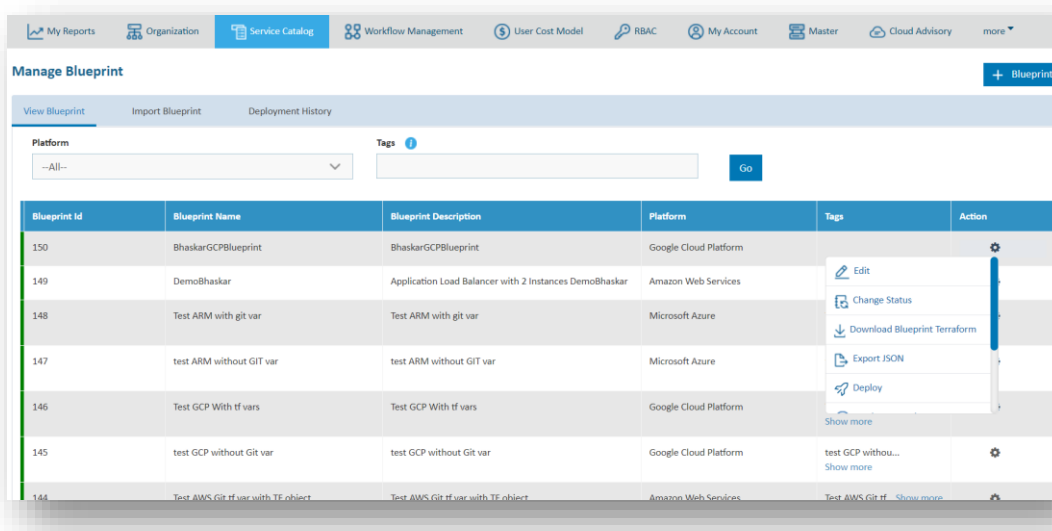 My Reports Organization Service Catalog Workflow Management User Cost Model RBAC My Account Master Cloud Advisory more
Manage Blueprint
+ Blueprint
View Blueprint Import Blueprint Deployment History
Platform Tags
--All-- Go
Blueprint Id Blueprint Name Blueprint Description Platform Tags Action
150 BhaskarGCPBlueprint BhaskarGCPBlueprint Google Cloud Platform
Edit
149 DemoBhaskar Application Load Balancer with 2 Instances DemoBhaskar Amazon Web Services
Change Status
148 Test ARM with git var Test ARM with git var Microsoft Azure
Download Blueprint Terraform
147 test ARM without GIT var test ARM without GIT var Microsoft Azure
Export JSON
Deploy
146 Test GCP With tf vars Test GCP With tf vars Google Cloud Platform
Show more
145 test GCP without Git var test GCP without Git var Google Cloud Platform test GCP withou...
Show more
144 Test AWS Git tf var with TF object Test AWS Git tf var with TF object Amazon Web Services Test AWS Git tf... Show more